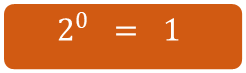 2⁰ = 1